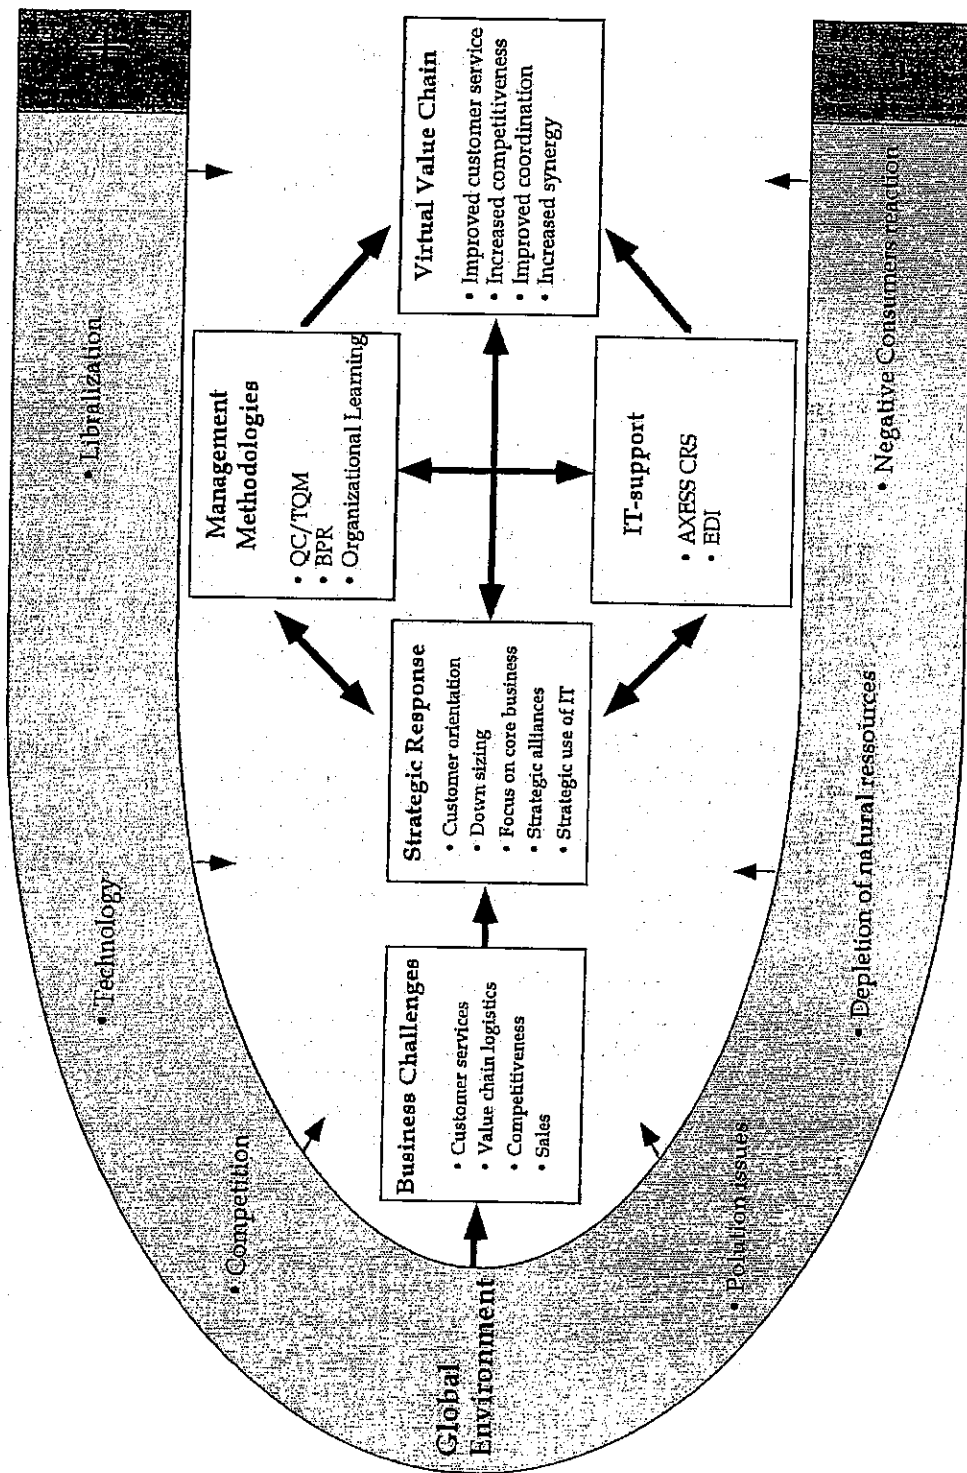 • Competition
• Technology
• Libralization
Global
Environment
Business Challenges
• Customer services
• Value chain logistics
• Competitiveness
• Sales
Strategic Response
• Customer orientation
• Down sizing
• Focus on core business
• Strategic alliances
• Strategic use of IT
Management
Methodologies
• QC/TQM
• BPR
• Organizational Learning
IT-support
• AXESS CRS
• EDI
Virtual Value Chain
• Improved customer service
• Increased competitiveness
• Improved coordination
• Increased synergy
• Polution issues
• Depletion of natural ressources
• Negative Consumers reaction